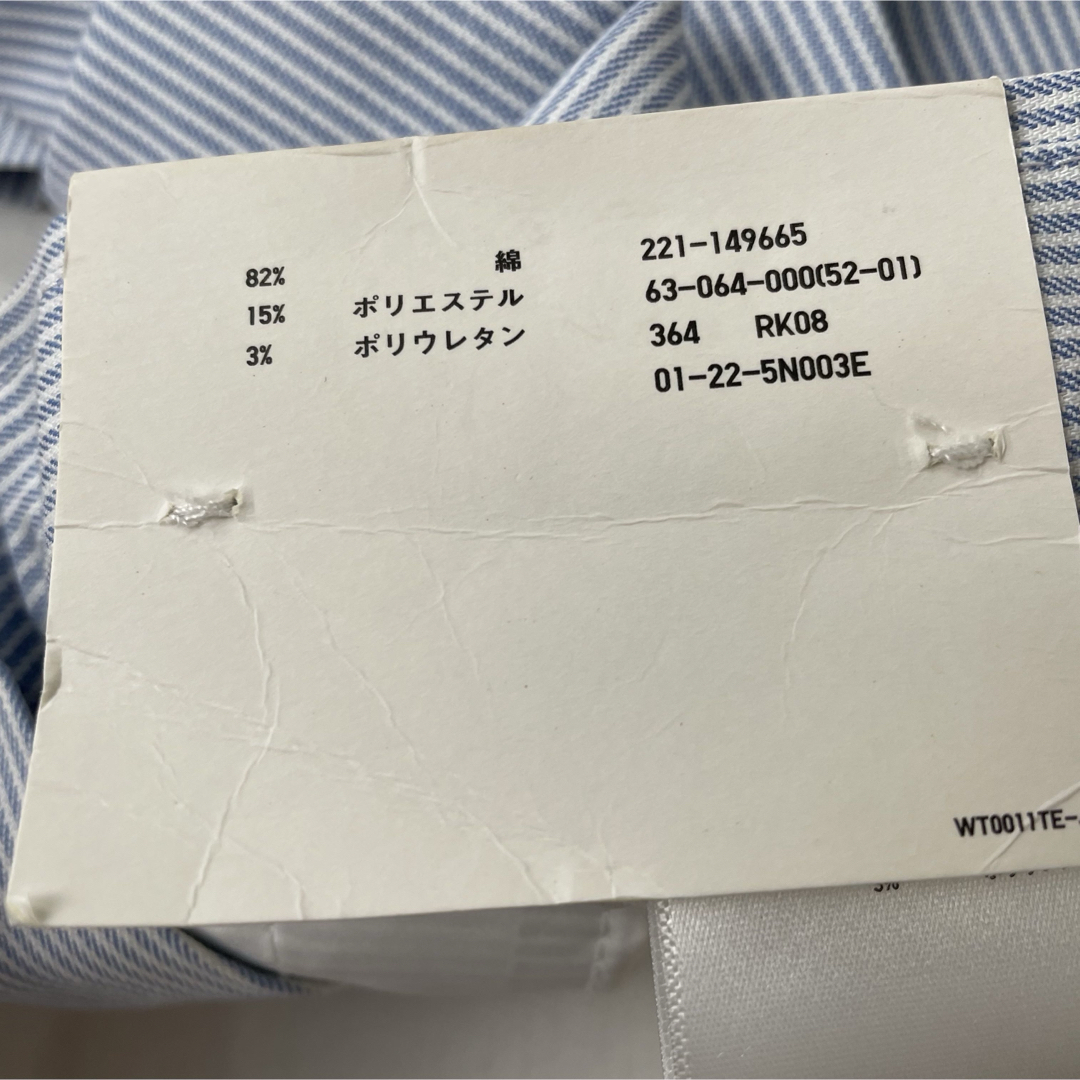 82% 綿
15% ポリエステル
3% ポリウレタン
221-149665
63-064-000(52-01)
364 RK08
01-22-5N003E
WT0011TE-
3%